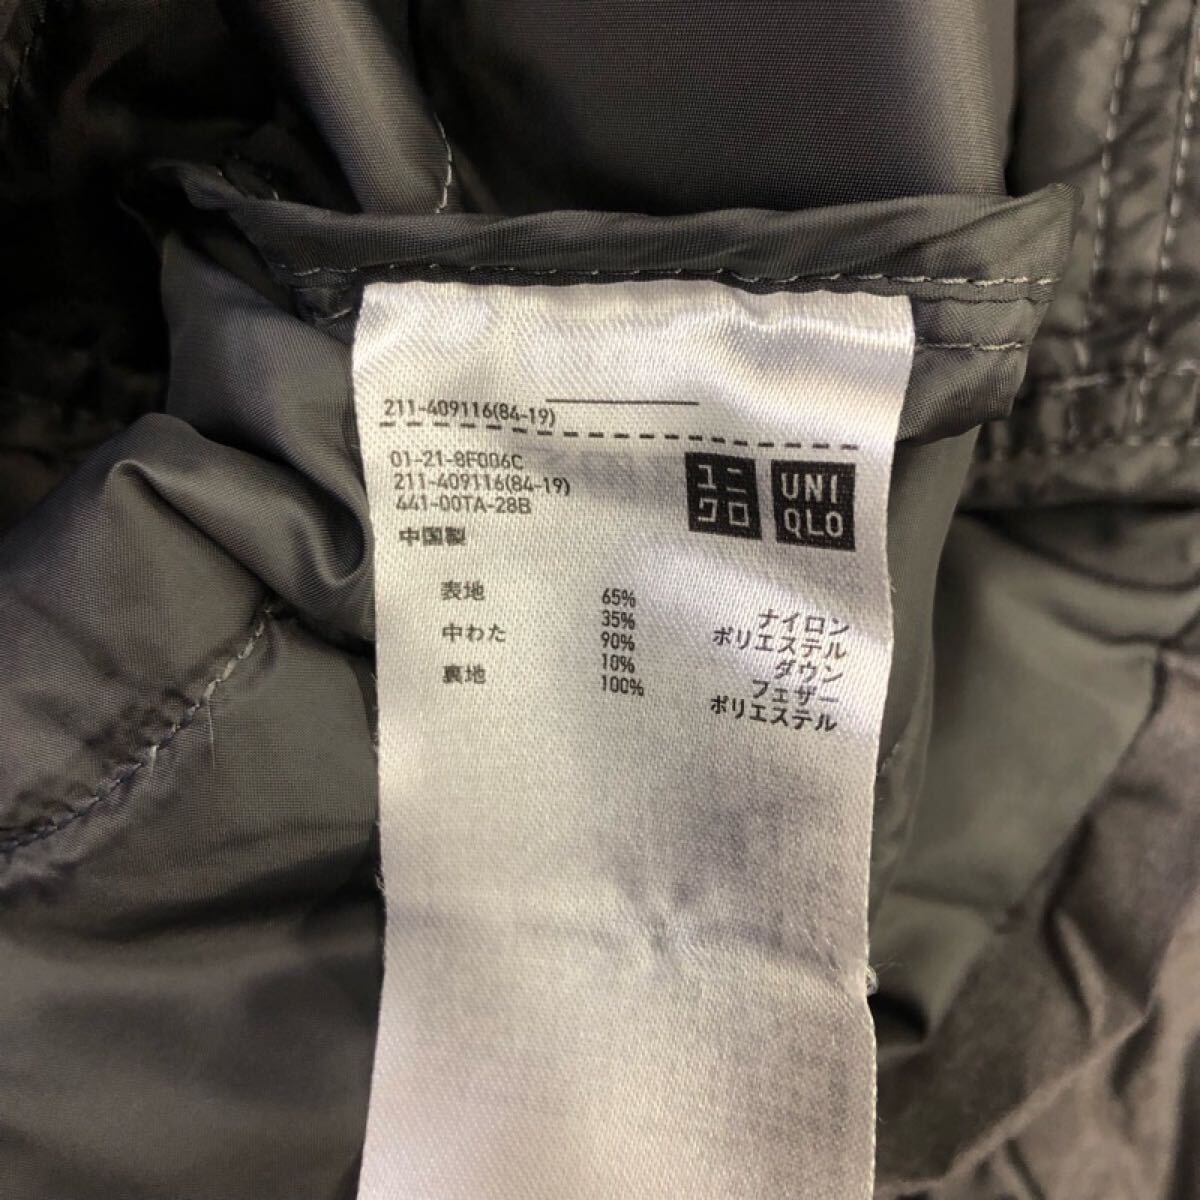 211-409116(84-19)
01-21-8F006C
211-409116(84-19)
441-00TA-28B
中国製
ユニ
クロ
UNI
QLO
表地 65% ナイロン
35% ポリエステル
中わた 90% ダウン
10% フェザー
裏地 100% ポリエステル